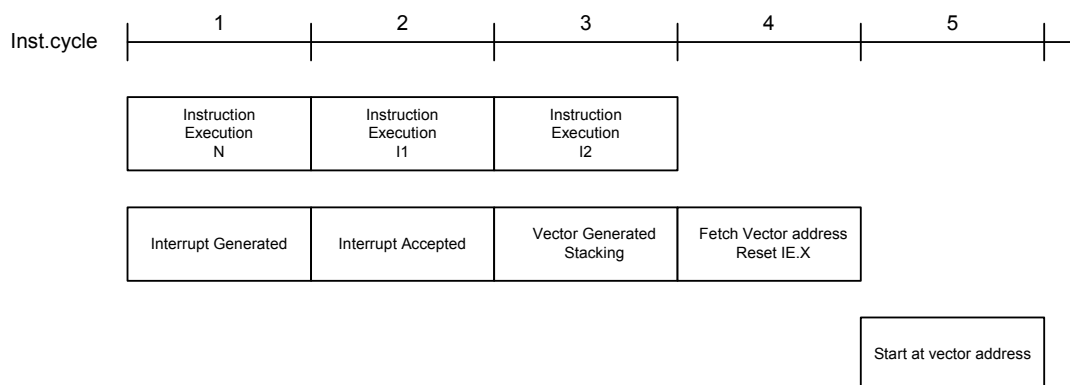 1 2 3 4 5
Inst.cycle
Instruction
Execution
N
Instruction
Execution
I1
Instruction
Execution
I2
Interrupt Generated
Interrupt Accepted
Vector Generated
Stacking
Fetch Vector address
Reset IE.X
Start at vector address